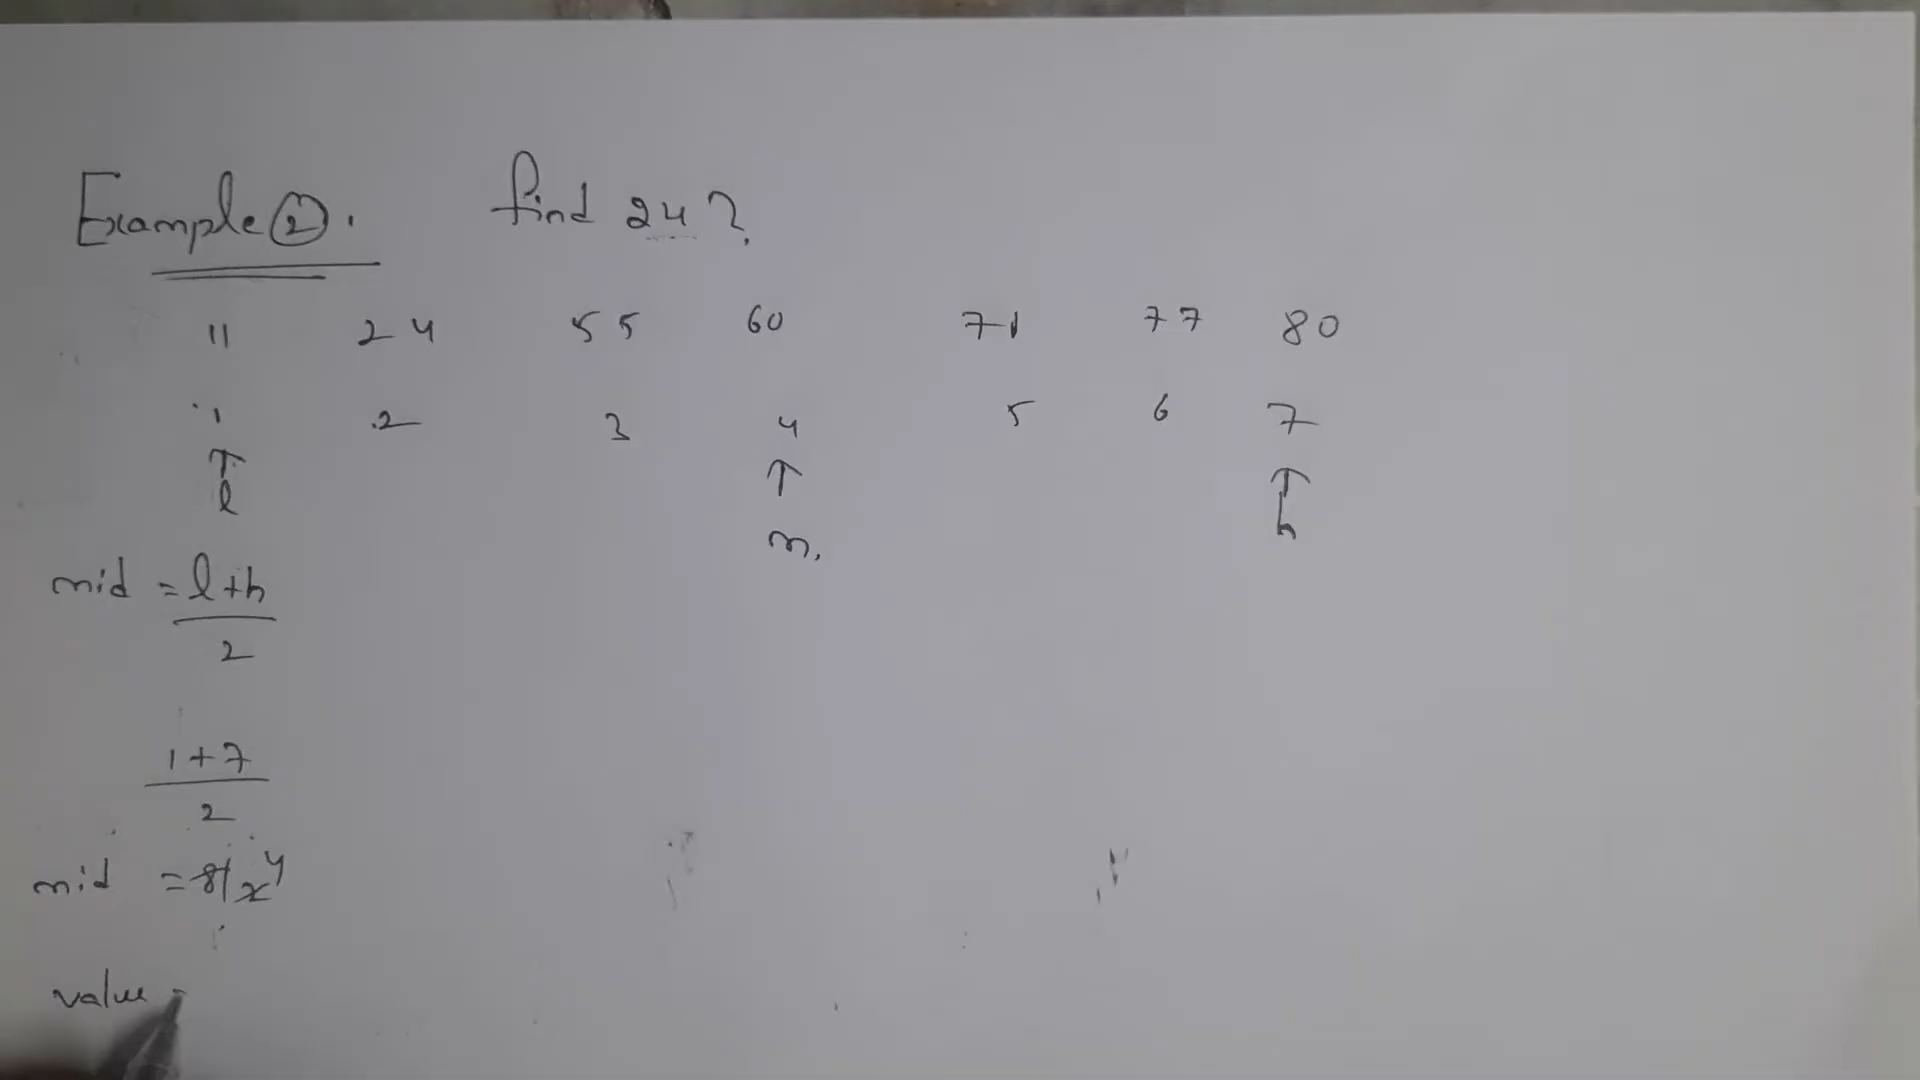 Example ②. find 24?
11 24 55 60 71 77 80
1 2 3 4 5 6 7
↑ ↑ ↑
l m. h
mid = l+h
2
1+7
2
mid = 8/2 4
value =